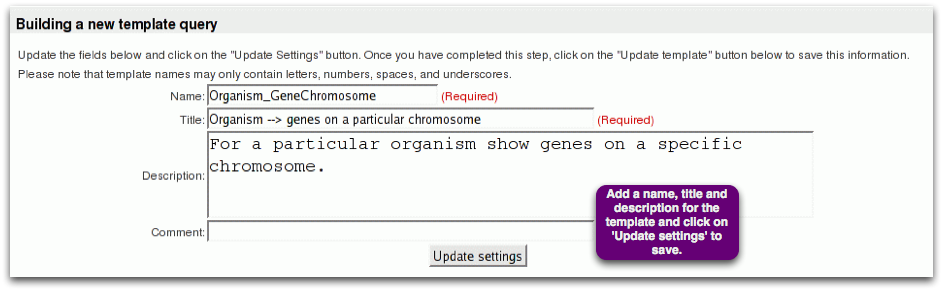 Building a new template query
Update the fields below and click on the "Update Settings" button. Once you have completed this step, click on the "Update template" button below to save this information.
Please note that template names may only contain letters, numbers, spaces, and underscores.
Name: Organism_GeneChromosome (Required)
Title: Organism --> genes on a particular chromosome (Required)
Description: For a particular organism show genes on a specific
chromosome.
Comment:
Add a name, title and
description for the
template and click on
'Update settings' to
save.
Update settings